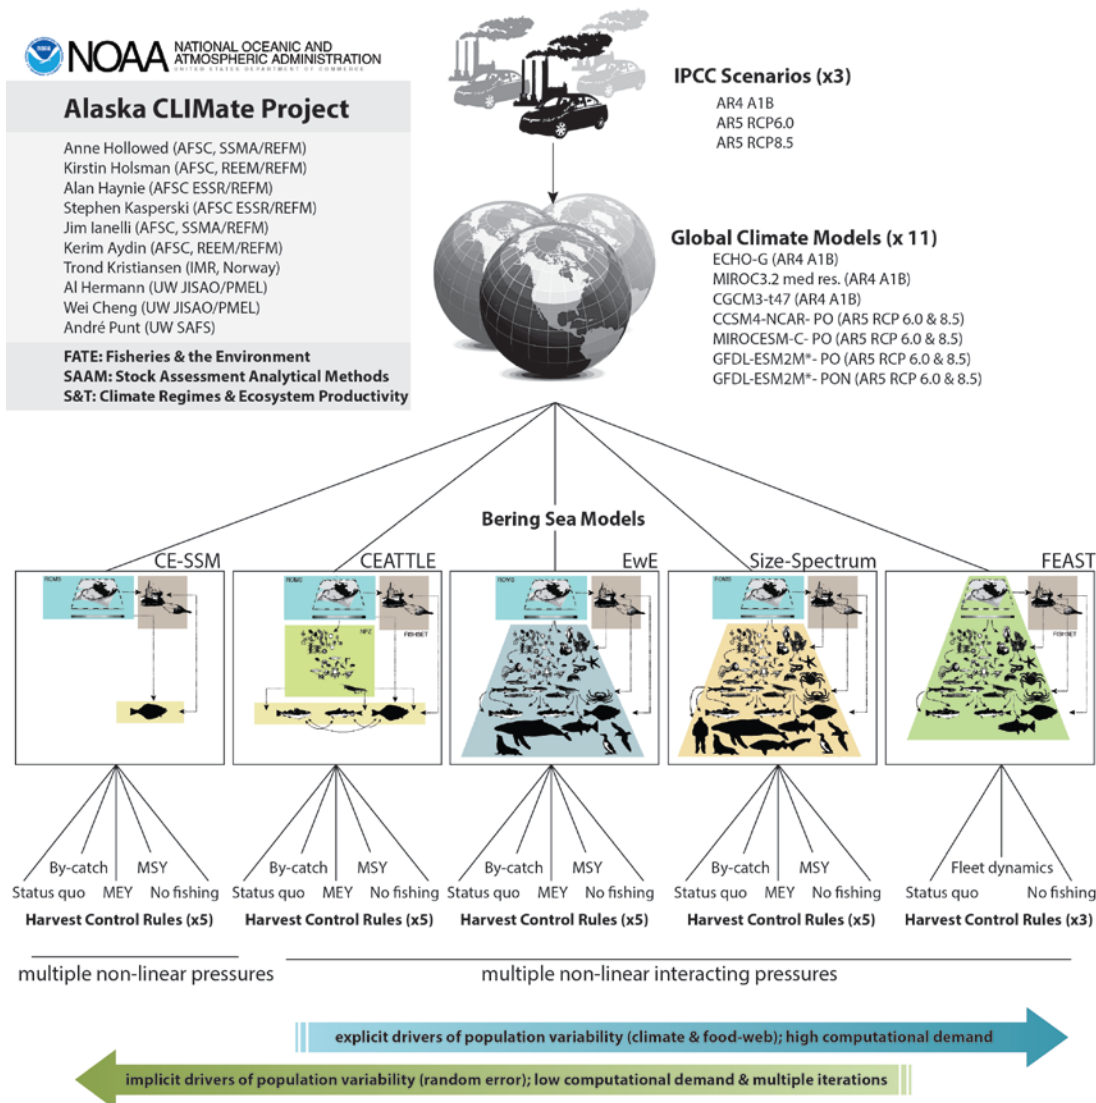 NOAA
NATIONAL OCEANIC AND
ATMOSPHERIC ADMINISTRATION
UNITED STATES DEPARTMENT OF COMMERCE
Alaska CLIMate Project
Anne Hollowed (AFSC, SSMA/REFM)
Kirstin Holsman (AFSC, REEM/REFM)
Alan Haynie (AFSC ESSR/REFM)
Stephen Kasperski (AFSC ESSR/REFM)
Jim Ianelli (AFSC, SSMA/REFM)
Kerim Aydin (AFSC, REEM/REFM)
Trond Kristiansen (IMR, Norway)
Al Hermann (UW JISAO/PMEL)
Wei Cheng (UW JISAO/PMEL)
André Punt (UW SAFS)
FATE: Fisheries & the Environment
SAAM: Stock Assessment Analytical Methods
S&T: Climate Regimes & Ecosystem Productivity
IPCC Scenarios (x3)
AR4 A1B
AR5 RCP6.0
AR5 RCP8.5
Global Climate Models (x 11)
ECHO-G (AR4 A1B)
MIROC3.2 med res. (AR4 A1B)
CGCM3-t47 (AR4 A1B)
CCSM4-NCAR- PO (AR5 RCP 6.0 & 8.5)
MIROCESM-C- PO (AR5 RCP 6.0 & 8.5)
GFDL-ESM2M*- PO (AR5 RCP 6.0 & 8.5)
GFDL-ESM2M*- PON (AR5 RCP 6.0 & 8.5)
Bering Sea Models
CE-SSM
CEATTLE
EwE
Size-Spectrum
FEAST
ROMS
ROMS
NPZ
FISHSET
ROMS
ROMS
FISHSET
By-catch MSY
Status quo MEY No fishing
Harvest Control Rules (x5)
By-catch MSY
Status quo MEY No fishing
Harvest Control Rules (x5)
By-catch MSY
Status quo MEY No fishing
Harvest Control Rules (x5)
By-catch MSY
Status quo MEY No fishing
Harvest Control Rules (x5)
Fleet dynamics
Status quo No fishing
Harvest Control Rules (x3)
multiple non-linear pressures
multiple non-linear interacting pressures
explicit drivers of population variability (climate & food-web); high computational demand
implicit drivers of population variability (random error); low computational demand & multiple iterations